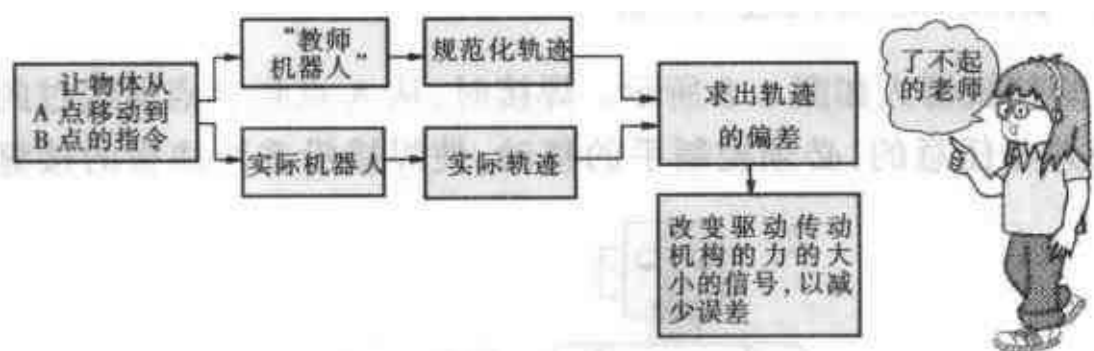 让物体从
A 点移动到
B 点的指令
“教师
机器人”
规范化轨迹
实际机器人
实际轨迹
求出轨迹
的偏差
改变驱动传动
机构的力的大
小的信号，以减
少误差
了不起
的老师